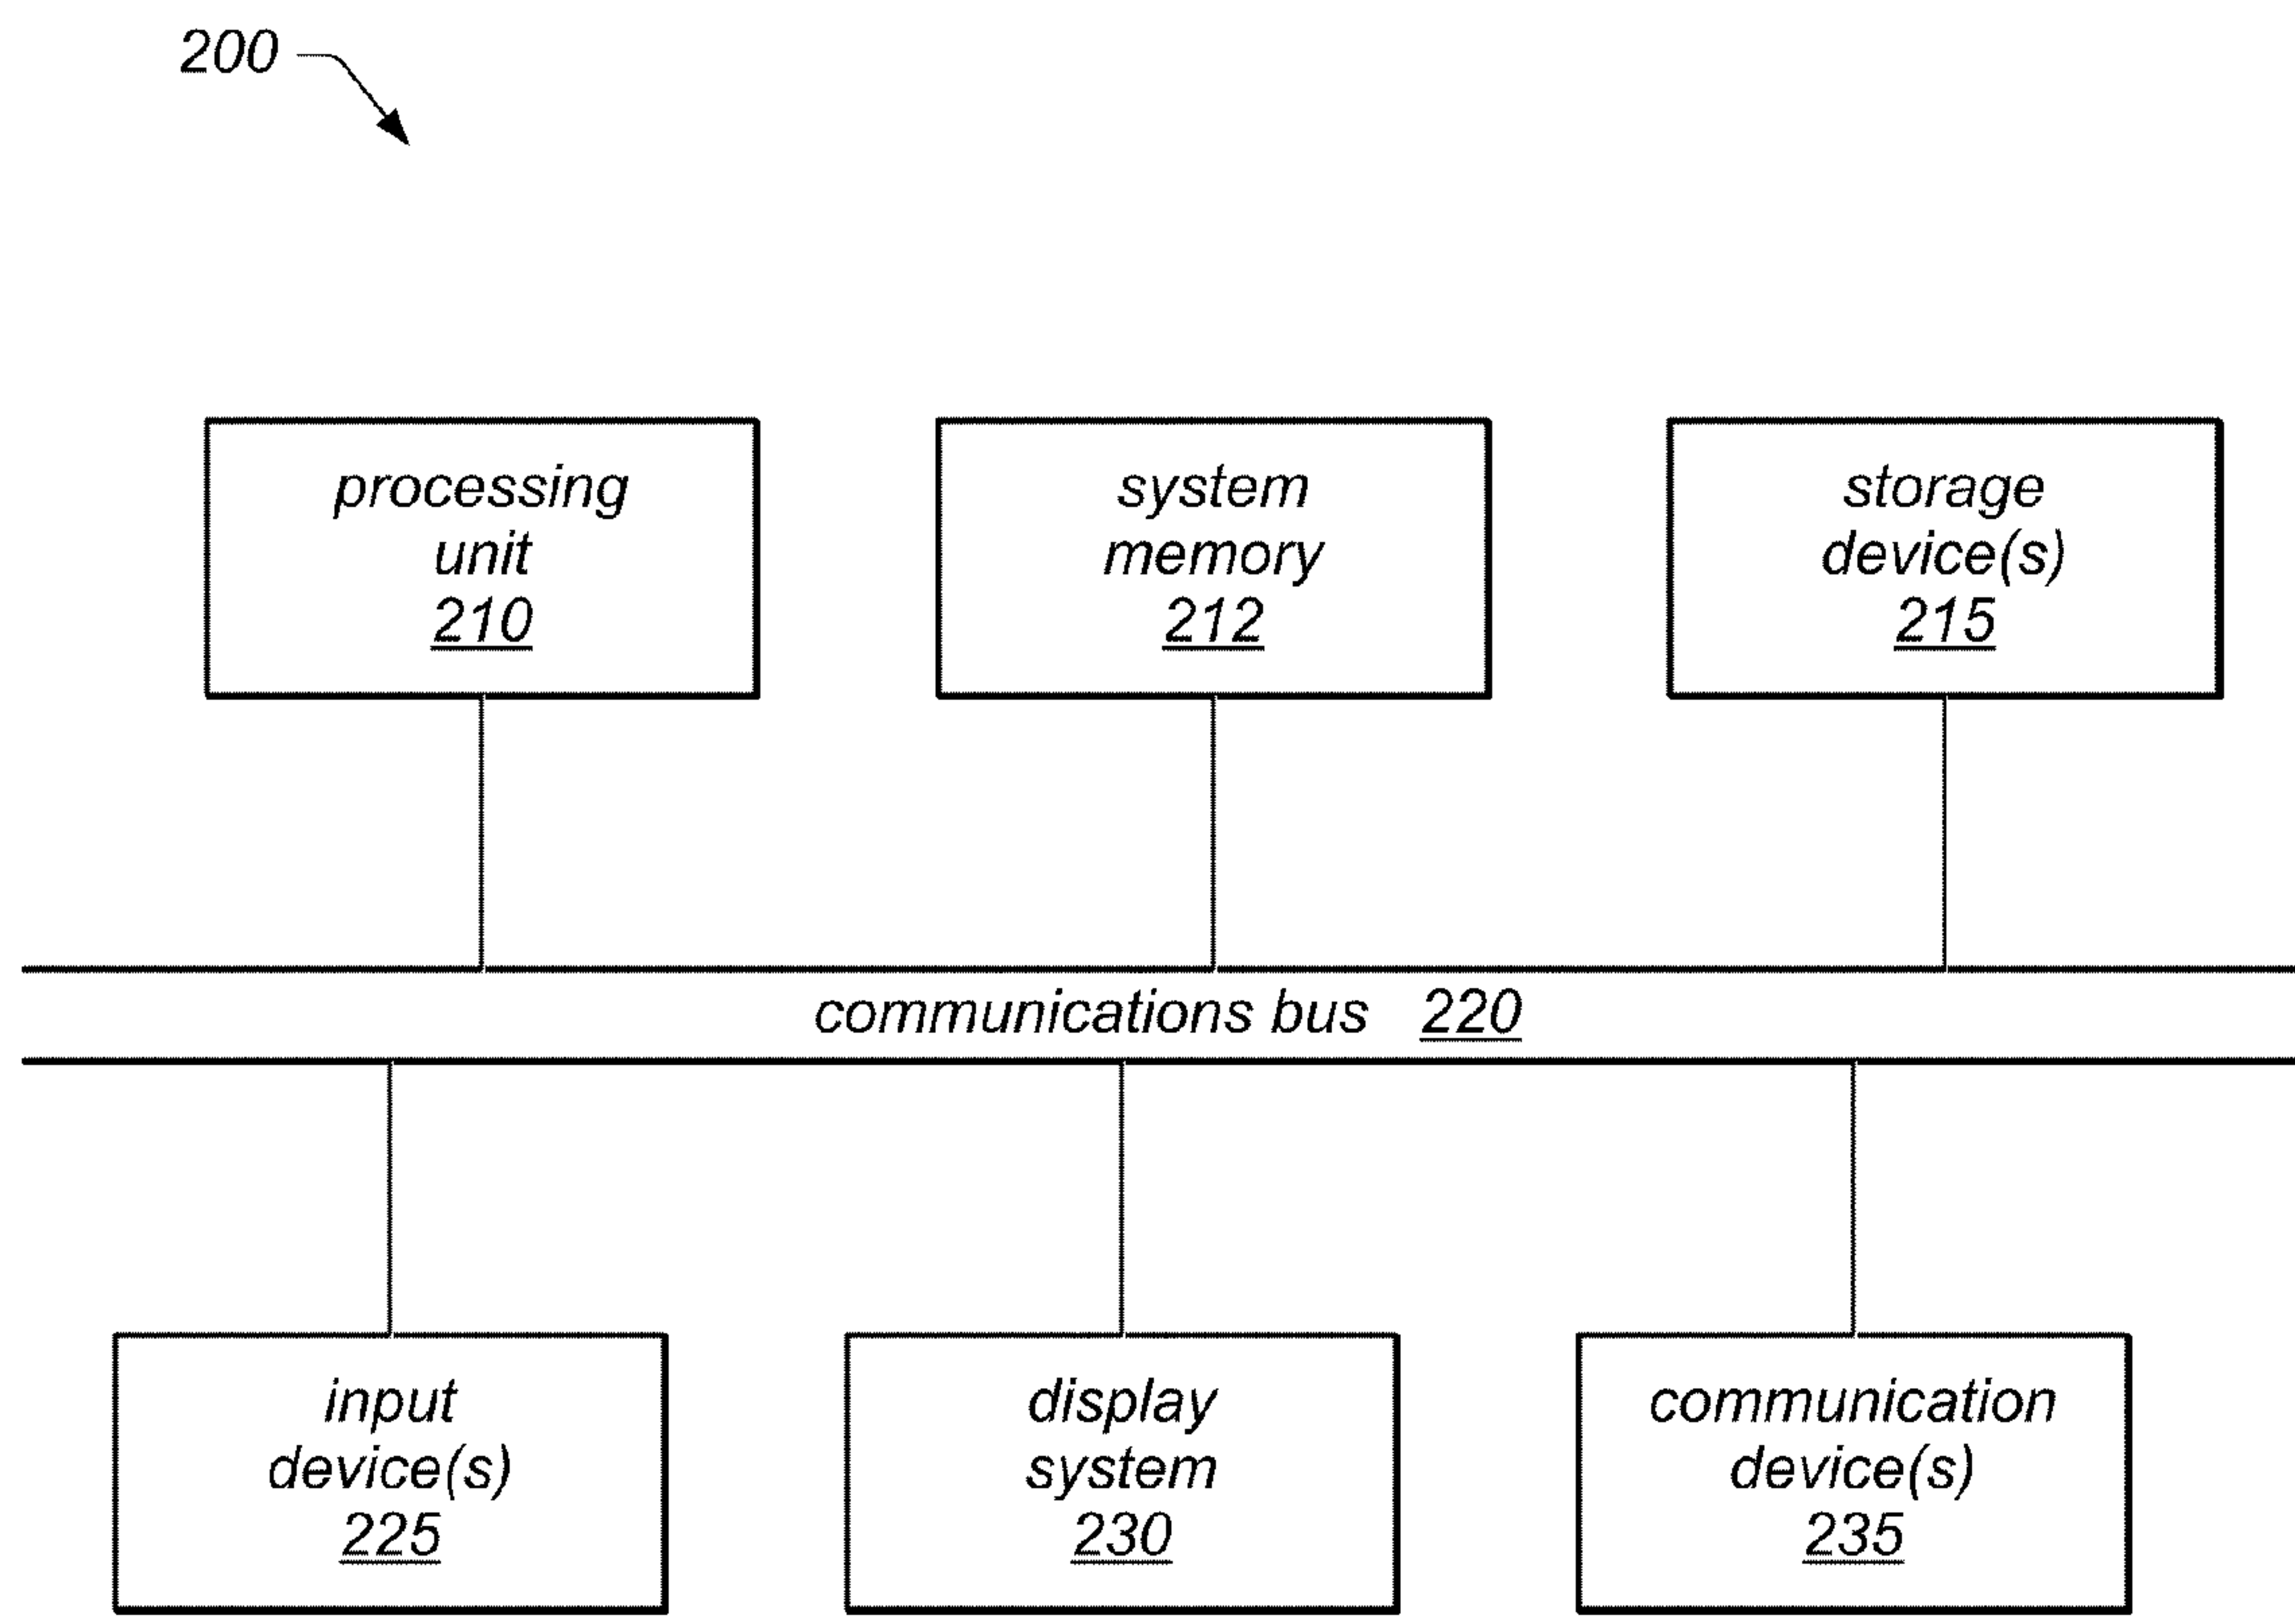 200
processing
unit
210
system
memory
212
storage
device(s)
215
communications bus 220
input
device(s)
225
display
system
230
communication
device(s)
235